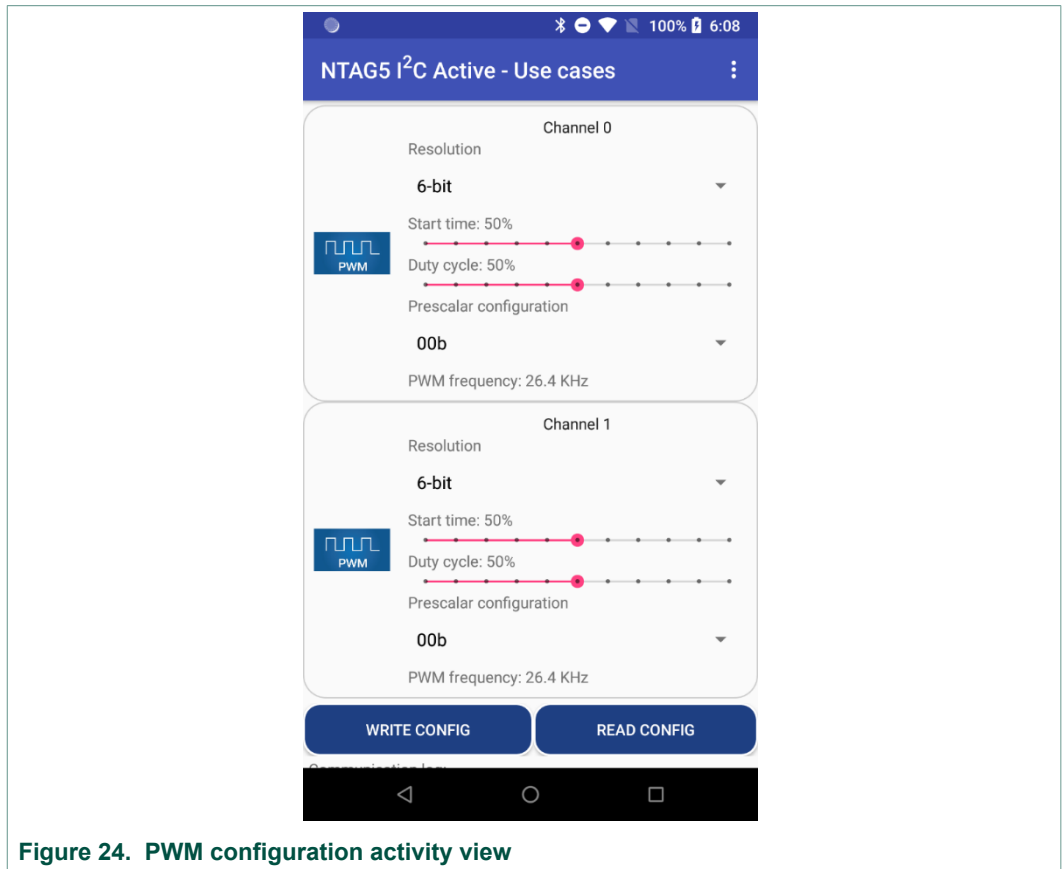 100% 6:08
NTAG5 I²C Active - Use cases
Channel 0
Resolution
6-bit
Start time: 50%
PWM
Duty cycle: 50%
Prescalar configuration
00b
PWM frequency: 26.4 KHz
Channel 1
Resolution
6-bit
Start time: 50%
PWM
Duty cycle: 50%
Prescalar configuration
00b
PWM frequency: 26.4 KHz
WRITE CONFIG READ CONFIG
Figure 24. PWM configuration activity view